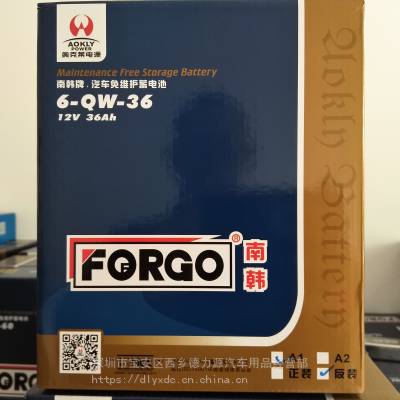 AOKLY
POWER
奥克莱电源
Maintenance Free Storage Battery
南韩牌.汽车免维护蓄电池
6-QW-36
12V 36Ah
Aokly Battery
FORGO®
南韩
A1 A2
正装 反装
深圳市宝安区西乡德力源汽车用品经营部
https://dlyxdc.cn.china.cn